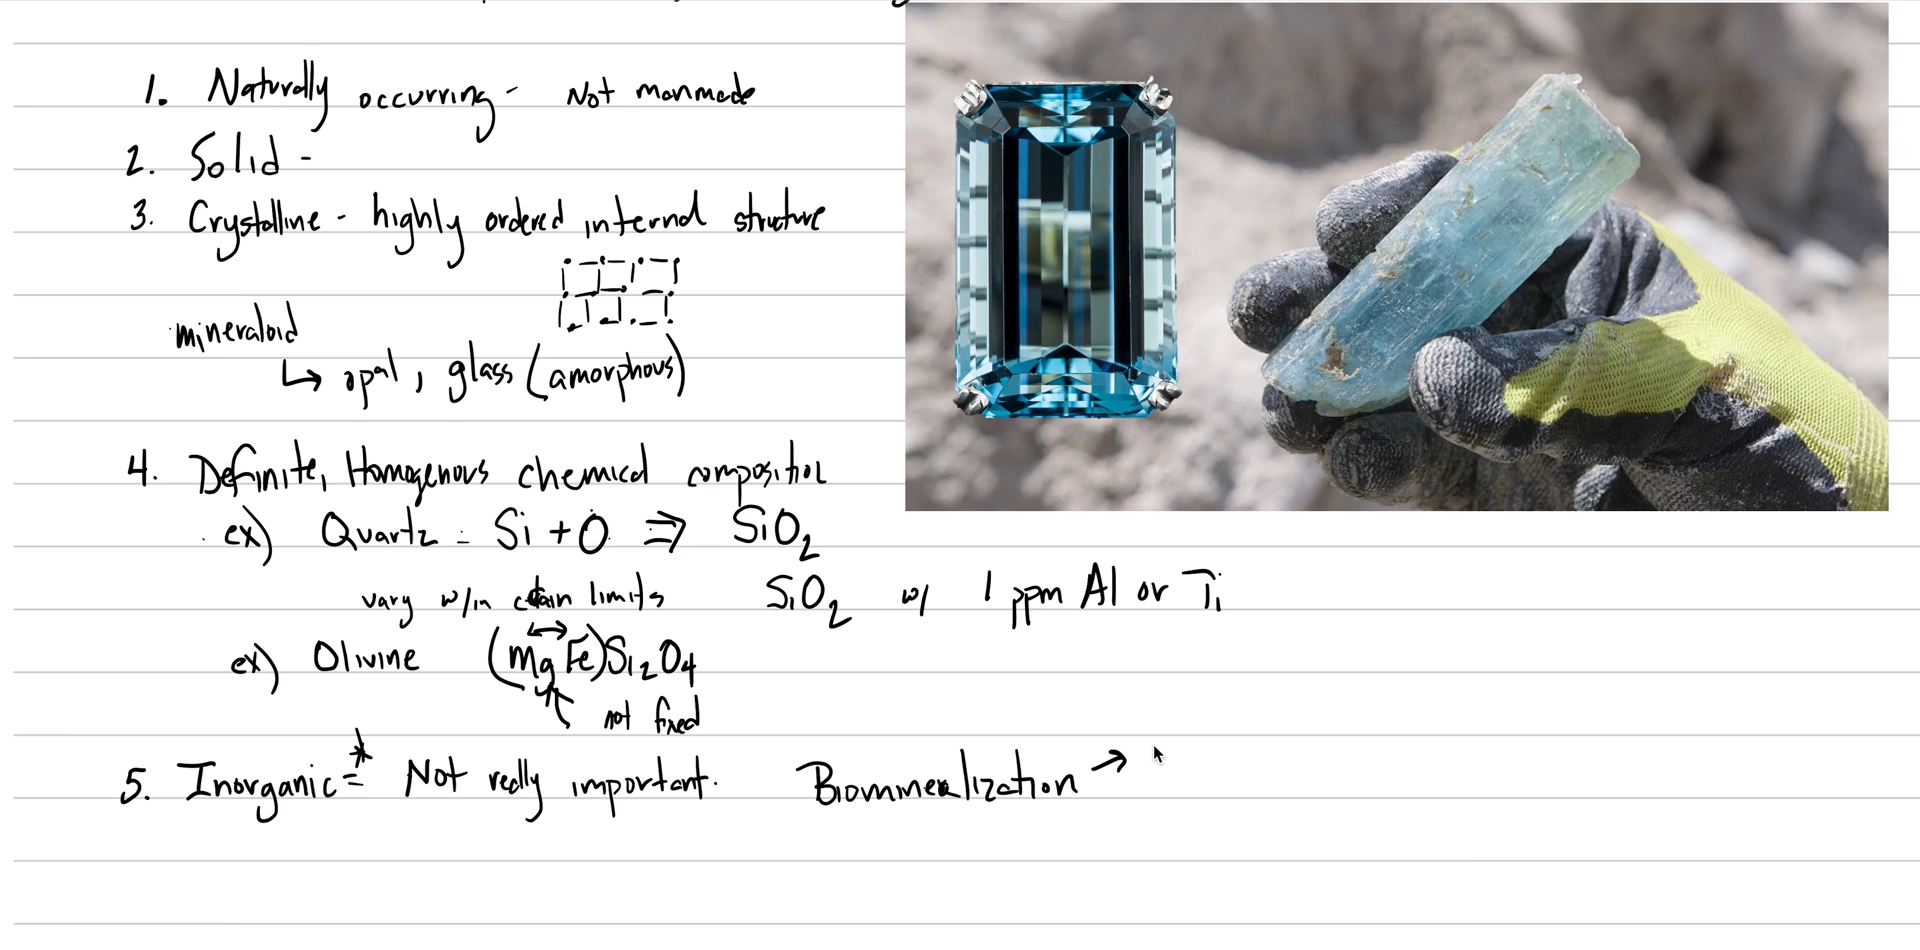 1. Naturally occurring - Not manmade
2. Solid -
3. Crystalline - highly ordered internal structure
mineraloid
↳ opal, glass (amorphous)
4. Definite, Homogenous chemical composition
ex) Quartz = Si + O ⇒ SiO₂
vary w/in certain limits SiO₂ w/ 1 ppm Al or Ti
ex) Olivine (Mg Fe)Si₂O₄
not fixed
5. Inorganic* = Not really important. Biomineralization →